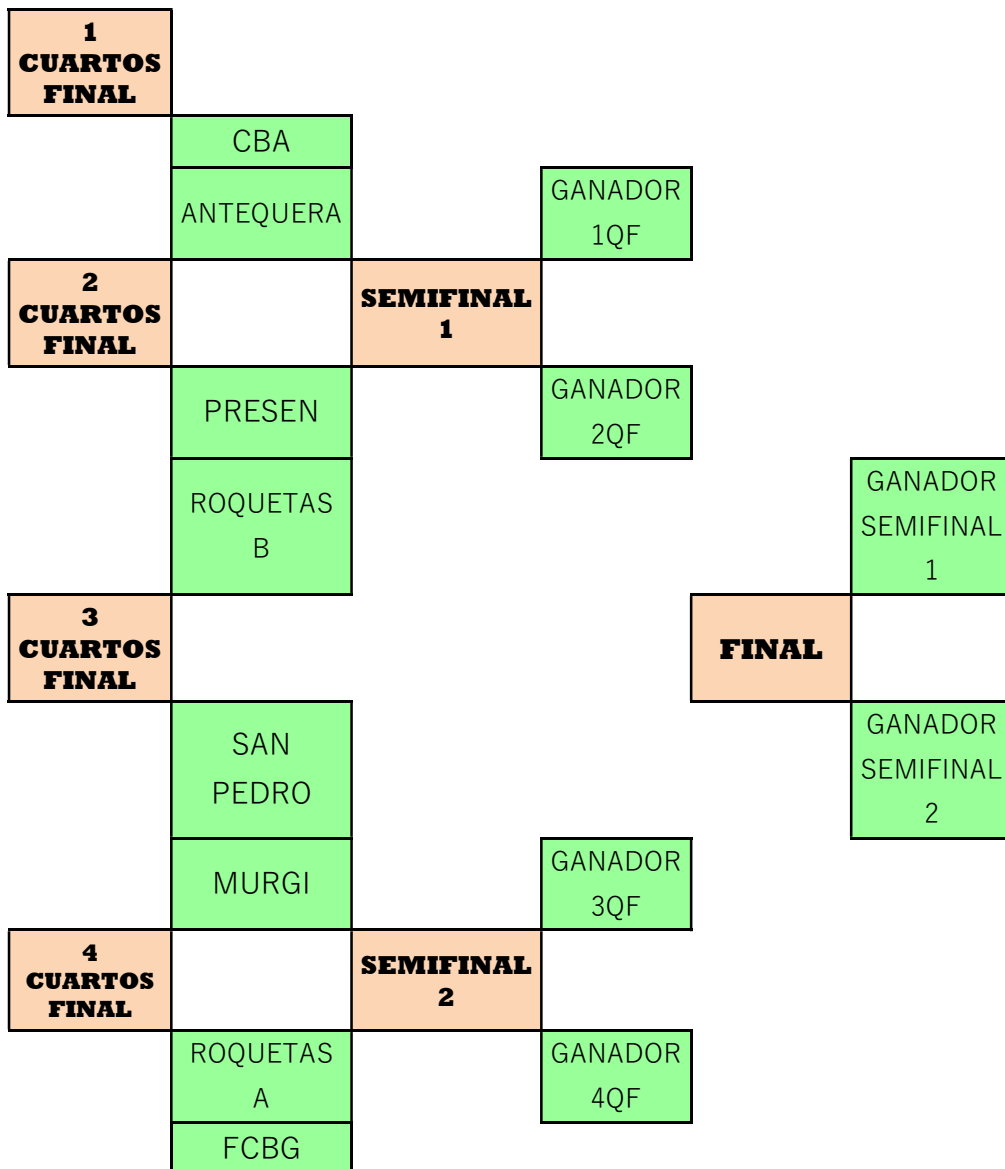 1
CUARTOS
FINAL
CBA
ANTEQUERA
GANADOR
1QF
2
CUARTOS
FINAL
SEMIFINAL
1
PRESEN
GANADOR
2QF
ROQUETAS
B
GANADOR
SEMIFINAL
1
3
CUARTOS
FINAL
FINAL
SAN
PEDRO
GANADOR
SEMIFINAL
2
MURGI
GANADOR
3QF
4
CUARTOS
FINAL
SEMIFINAL
2
ROQUETAS
A
GANADOR
4QF
FCBG